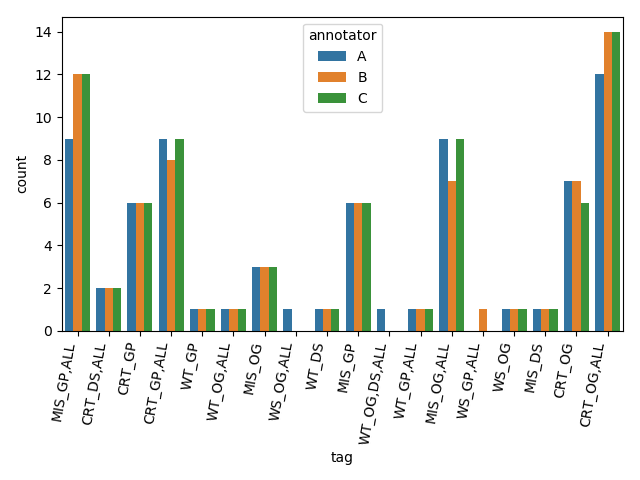 annotator
A
B
C
14
12
10
8
6
4
2
0
count
MIS_GP,ALL
CRT_DS,ALL
CRT_GP
CRT_GP,ALL
WT_GP
WT_OG,ALL
MIS_OG
WS_OG,ALL
WT_DS
MIS_GP
WT_OG,DS,ALL
WT_GP,ALL
MIS_OG,ALL
WS_GP,ALL
WS_OG
MIS_DS
CRT_OG
CRT_OG,ALL
tag